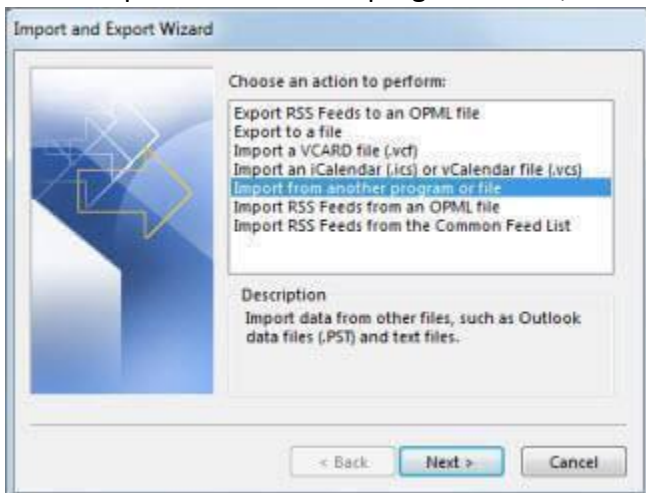 Import and Export Wizard
Choose an action to perform:
Export RSS Feeds to an OPML file
Export to a file
Import a VCARD file (.vcf)
Import an iCalendar (.ics) or vCalendar file (.vcs)
Import from another program or file
Import RSS Feeds from an OPML file
Import RSS Feeds from the Common Feed List
Description
Import data from other files, such as Outlook
data files (.PST) and text files.
< Back
Next >
Cancel